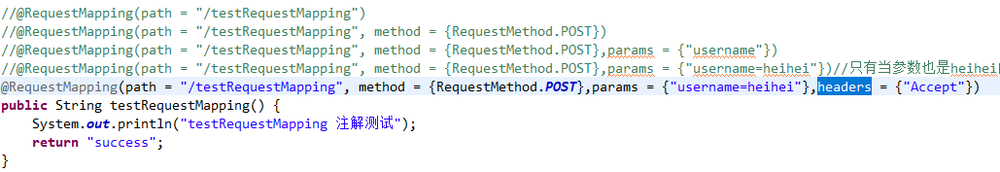 //@RequestMapping(path = "/testRequestMapping")
//@RequestMapping(path = "/testRequestMapping", method = {RequestMethod.POST})
//@RequestMapping(path = "/testRequestMapping", method = {RequestMethod.POST},params = {"username"})
//@RequestMapping(path = "/testRequestMapping", method = {RequestMethod.POST},params = {"username=heihei"})//只有当参数也是heihei
@RequestMapping(path = "/testRequestMapping", method = {RequestMethod.POST},params = {"username=heihei"},headers = {"Accept"})
public String testRequestMapping() {
System.out.println("testRequestMapping 注解测试");
return "success";
}